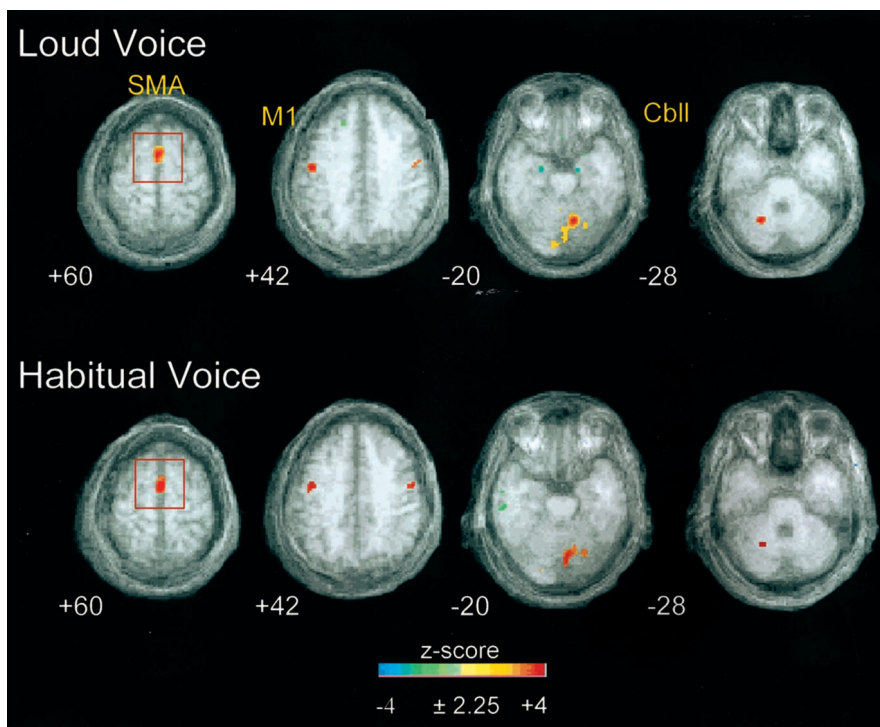 Loud Voice
SMA
M1
Cbll
+60
+42
-20
-28
Habitual Voice
+60
+42
-20
-28
z-score
-4
± 2.25
+4